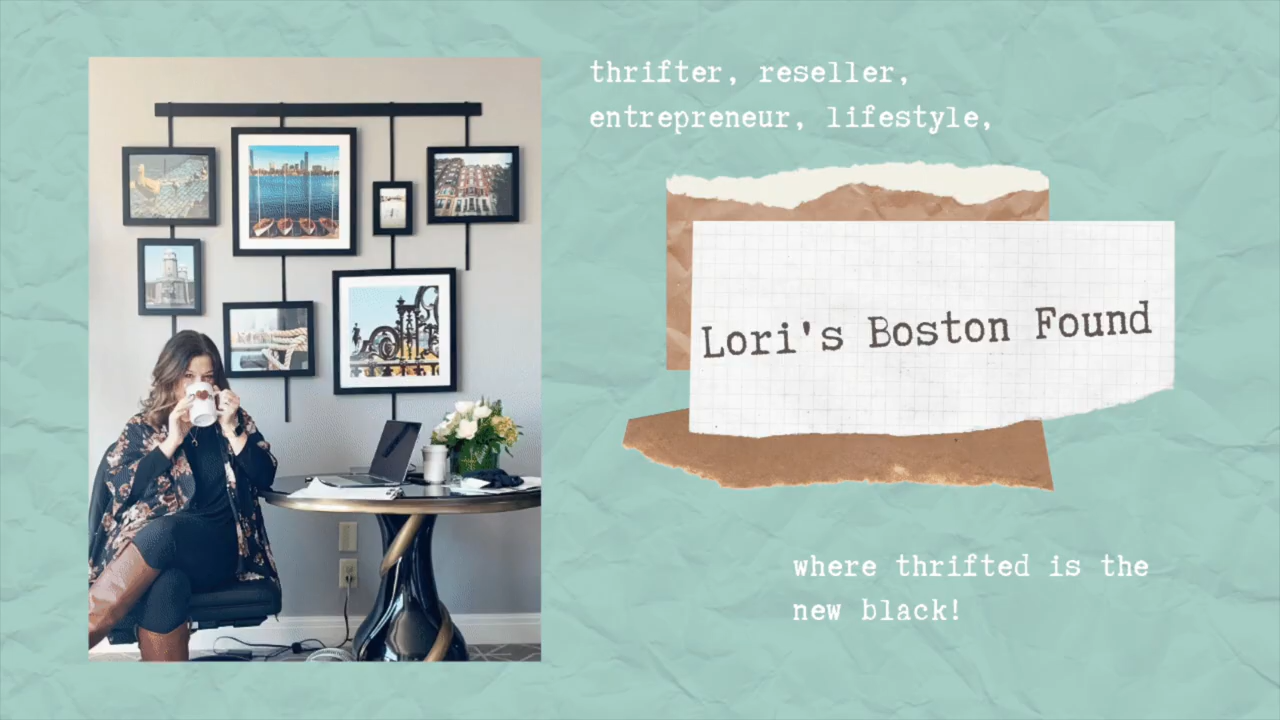 thrifter, reseller,
entrepreneur, lifestyle,
Lori's Boston Found
where thrifted is the
new black!